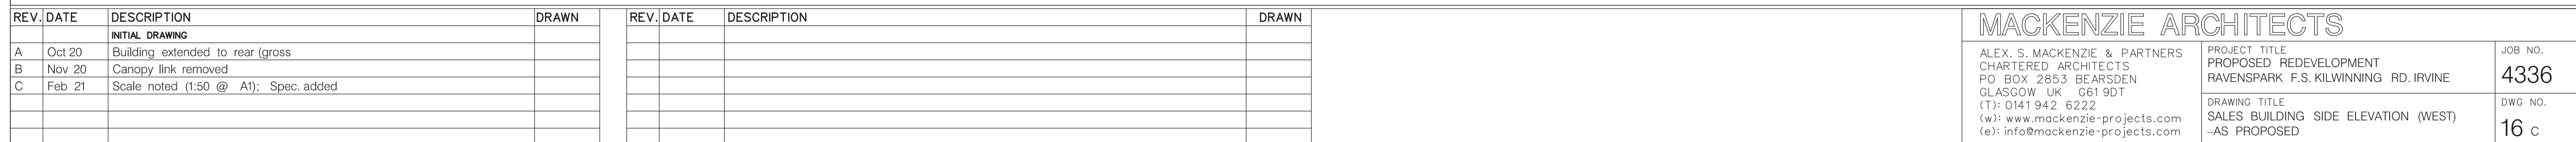 REV. DATE DESCRIPTION DRAWN
INITIAL DRAWING
A Oct 20 Building extended to rear (gross
B Nov 20 Canopy link removed
C Feb 21 Scale noted (1:50 @ A1); Spec. added
REV. DATE DESCRIPTION DRAWN
MACKENZIE ARCHITECTS
ALEX. S. MACKENZIE & PARTNERS
CHARTERED ARCHITECTS
PO BOX 2853 BEARSDEN
GLASGOW UK G61 9DT
(T): 0141 942 6222
(w): www.mackenzie-projects.com
(e): info@mackenzie-projects.com
PROJECT TITLE
PROPOSED REDEVELOPMENT
RAVENSPARK F.S. KILWINNING RD. IRVINE
JOB NO.
4336
DRAWING TITLE
SALES BUILDING SIDE ELEVATION (WEST)
-AS PROPOSED
DWG NO.
16 C